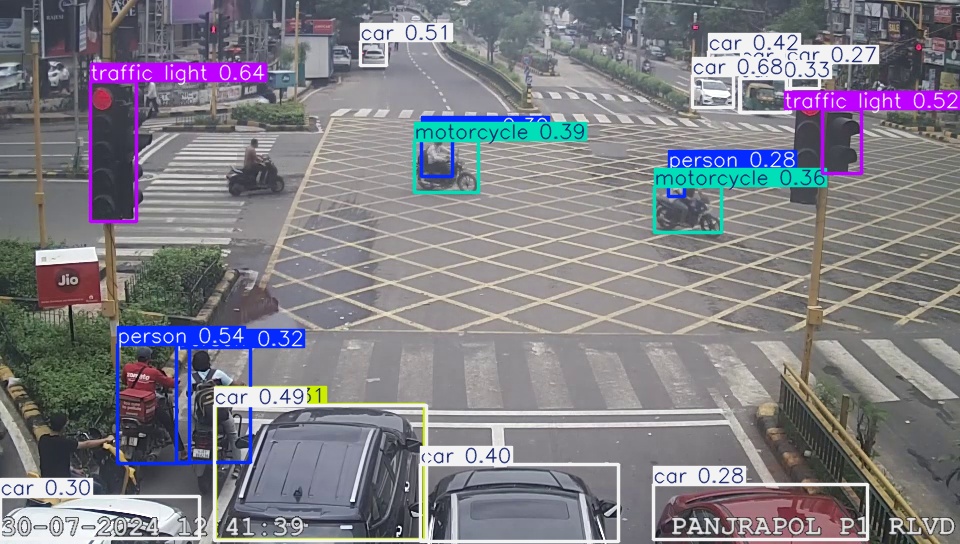 car 0.51
car 0.42
car 0.27
car 0.68
0.33
traffic light 0.64
traffic light 0.52
motorcycle 0.39
person 0.28
motorcycle 0.36
Jio
person 0.54
0.32
zomato
car 0.49
car 0.40
car 0.28
car 0.30
30-07-2024 12:41:39
PANJRAPOL P1 RLVD